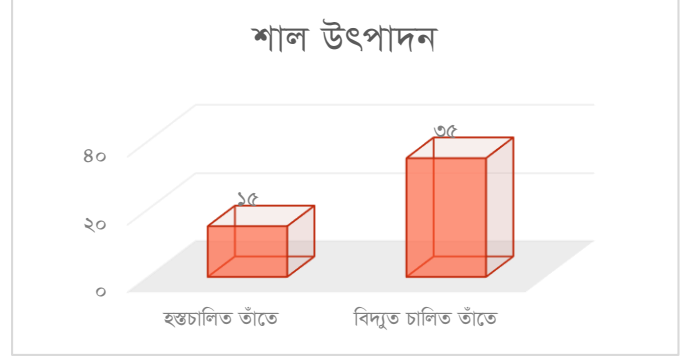 শাল উৎপাদন
৪০
২০
০
১৫
৩৫
হস্তচালিত তাঁতে
বিদ্যুত চালিত তাঁতে